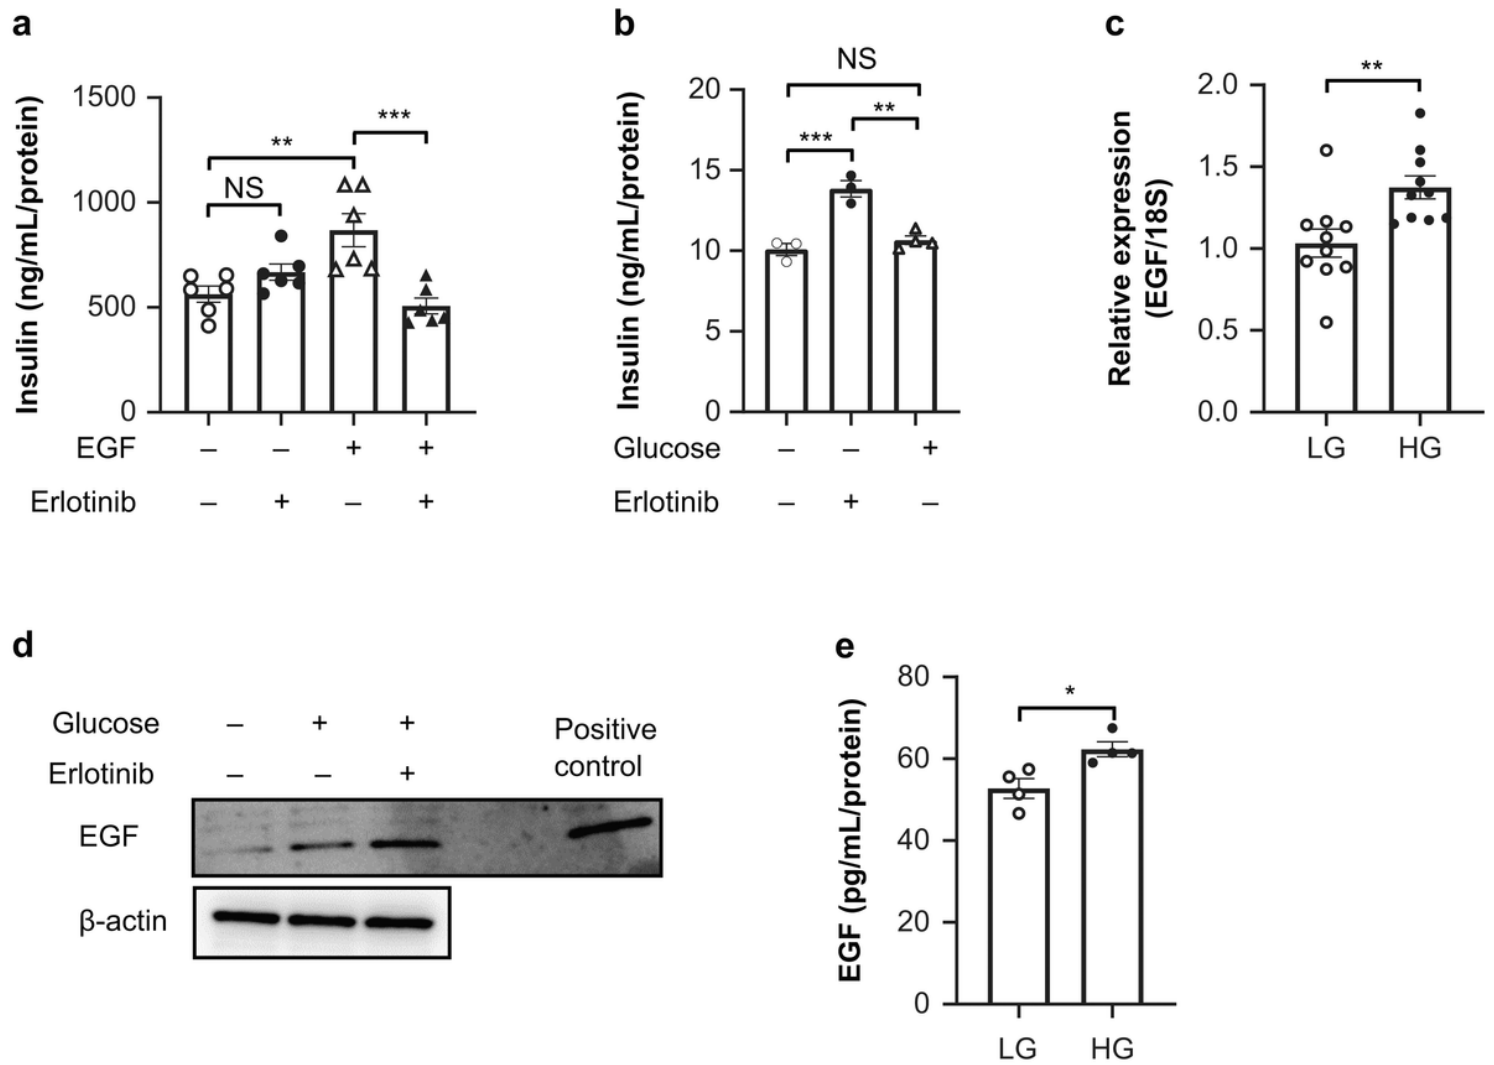 a
Insulin (ng/mL/protein)
1500
1000
500
0
NS
**
***
EGF – – + +
Erlotinib – + – +
b
Insulin (ng/mL/protein)
20
15
10
5
0
NS
***
**
Glucose – – +
Erlotinib – + –
c
Relative expression
(EGF/18S)
2.0
1.5
1.0
0.5
0.0
**
LG HG
d
Glucose – + +
Erlotinib – – +
Positive
control
EGF
β-actin
e
EGF (pg/mL/protein)
80
60
40
20
0
*
LG HG